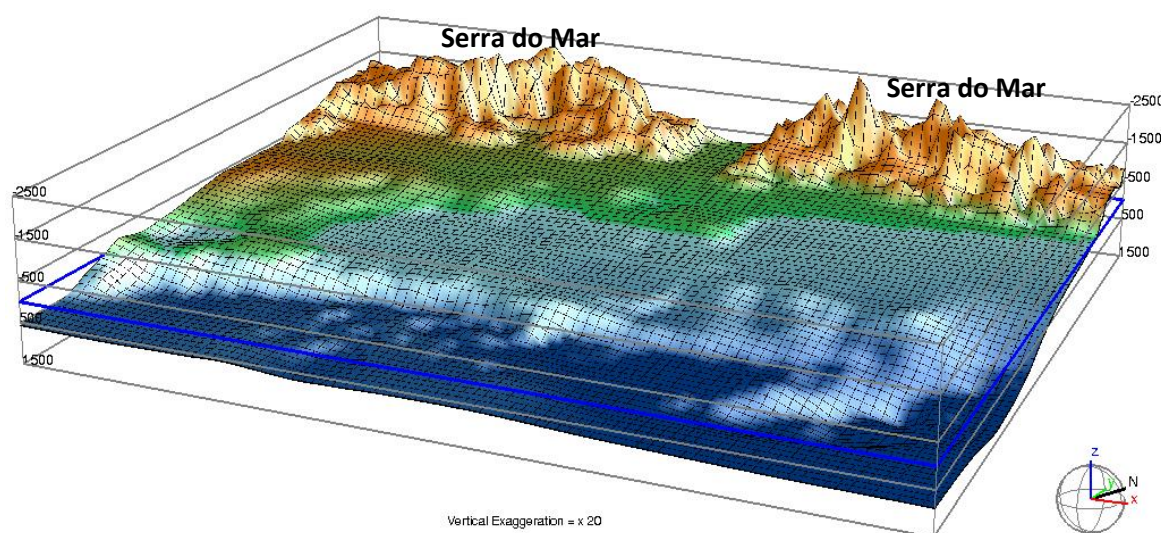 Serra do Mar
Serra do Mar
-2500
-1500
-500
500
1500
-2500
-1500
-500
500
1500
Vertical Exaggeration = x 20
z
y
N
x